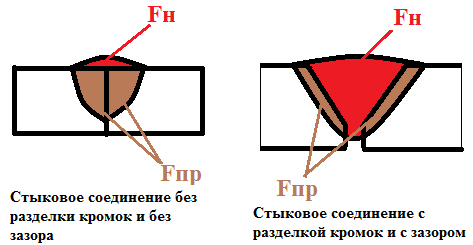 Fн
Fн
Fпр
Fпр
Стыковое соединение без
разделки кромок и без
зазора
Стыковое соединение с
разделкой кромок и с зазором